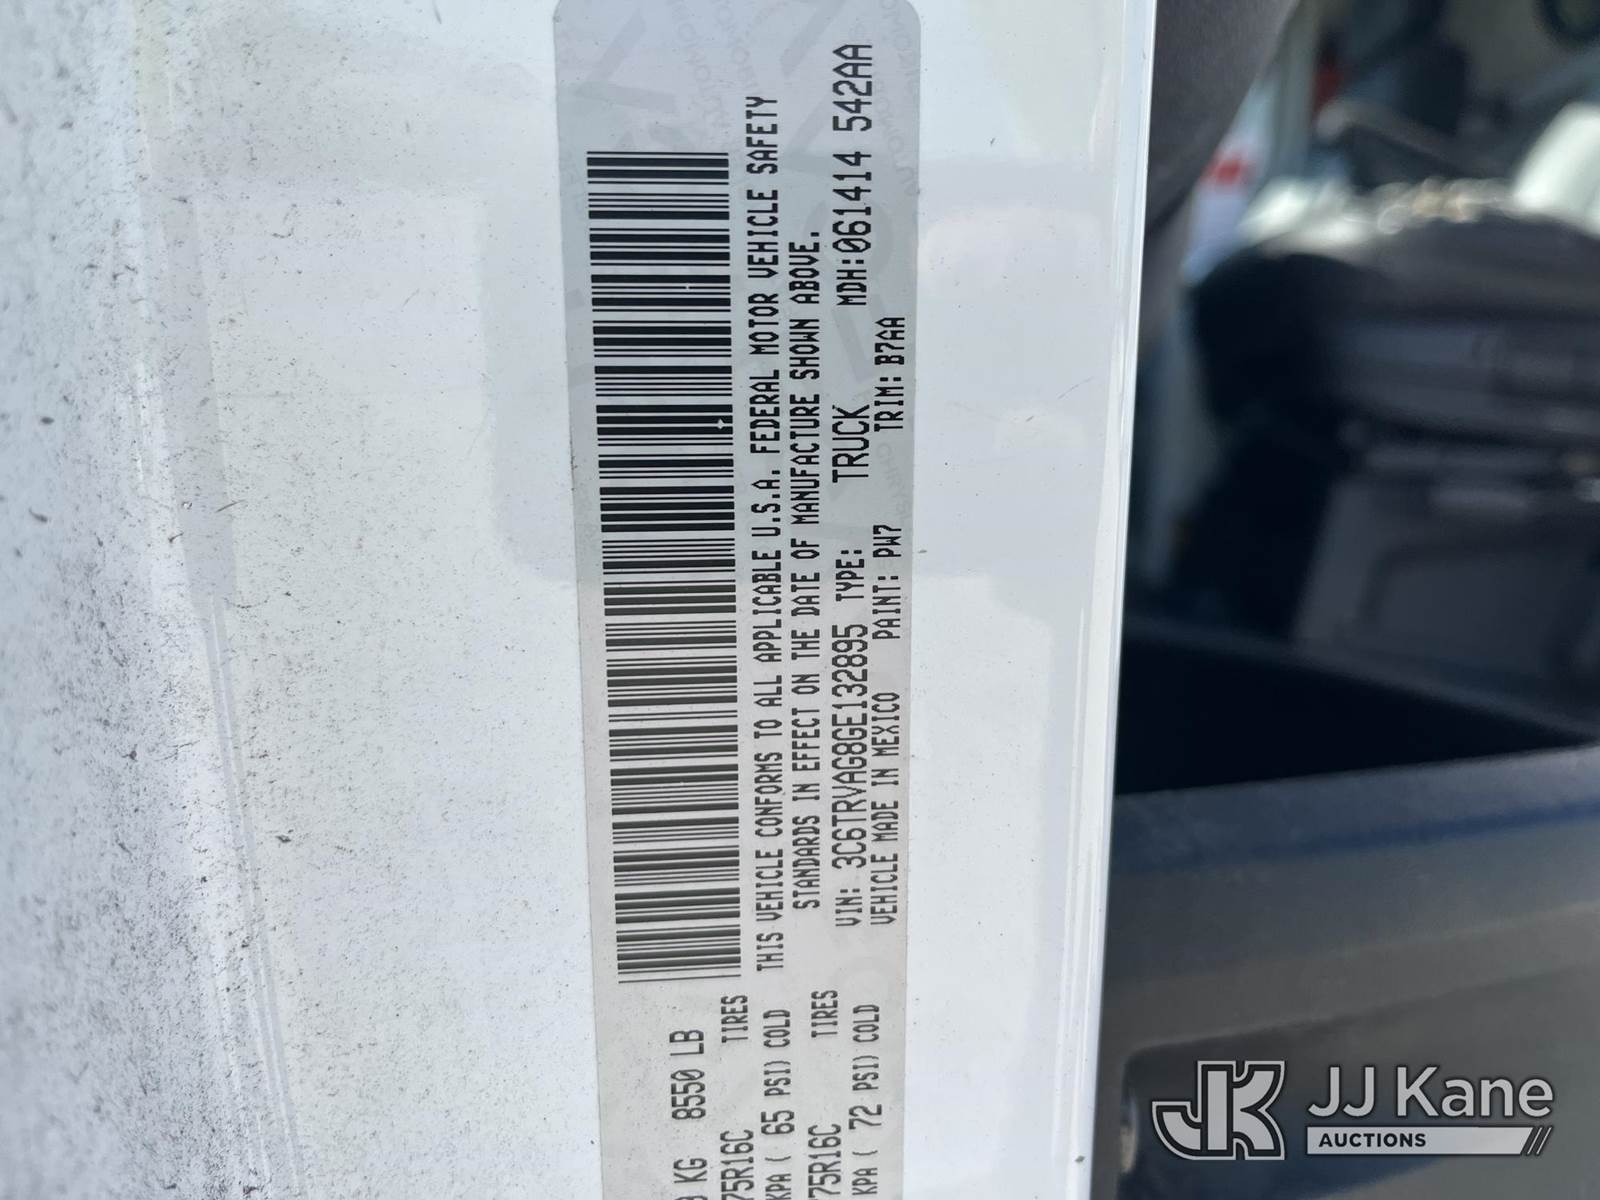 8550 LB
75R16C TIRES
KPA ( 65 PSI) COLD
75R16C TIRES
KPA ( 72 PSI) COLD
THIS VEHICLE CONFORMS TO ALL APPLICABLE U.S.A. FEDERAL MOTOR VEHICLE SAFETY
STANDARDS IN EFFECT ON THE DATE OF MANUFACTURE SHOWN ABOVE.
VIN: 3C6TRVAG8GE132895 TYPE: TRUCK MDH:061414 542AA
VEHICLE MADE IN MEXICO PAINT: PW7 TRIM: B7AA
JK JJ Kane
AUCTIONS